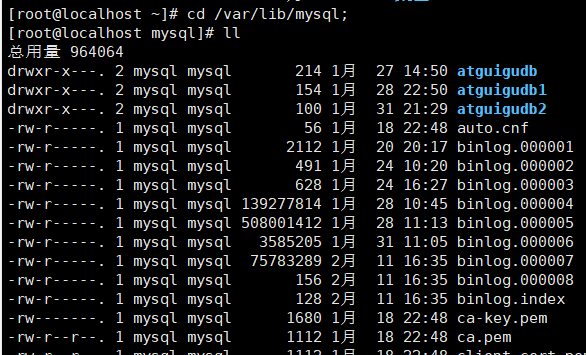 [root@localhost ~]# cd /var/lib/mysql;
[root@localhost mysql]# ll
总用量 964064
drwxr-x---. 2 mysql mysql 214 1月 27 14:50 atguigudb
drwxr-x---. 2 mysql mysql 154 1月 28 22:50 atguigudb1
drwxr-x---. 2 mysql mysql 100 1月 31 21:29 atguigudb2
-rw-r-----. 1 mysql mysql 56 1月 18 22:48 auto.cnf
-rw-r-----. 1 mysql mysql 2112 1月 20 20:17 binlog.000001
-rw-r-----. 1 mysql mysql 491 1月 24 10:20 binlog.000002
-rw-r-----. 1 mysql mysql 628 1月 24 16:27 binlog.000003
-rw-r-----. 1 mysql mysql 139277814 1月 28 10:45 binlog.000004
-rw-r-----. 1 mysql mysql 508001412 1月 28 11:13 binlog.000005
-rw-r-----. 1 mysql mysql 3585205 1月 31 11:05 binlog.000006
-rw-r-----. 1 mysql mysql 75783289 2月 11 16:35 binlog.000007
-rw-r-----. 1 mysql mysql 156 2月 11 16:35 binlog.000008
-rw-r-----. 1 mysql mysql 128 2月 11 16:35 binlog.index
-rw-------. 1 mysql mysql 1680 1月 18 22:48 ca-key.pem
-rw-r--r--. 1 mysql mysql 1112 1月 18 22:48 ca.pem
-rw-r--r--. 1 mysql mysql 1112 1月 18 22:48